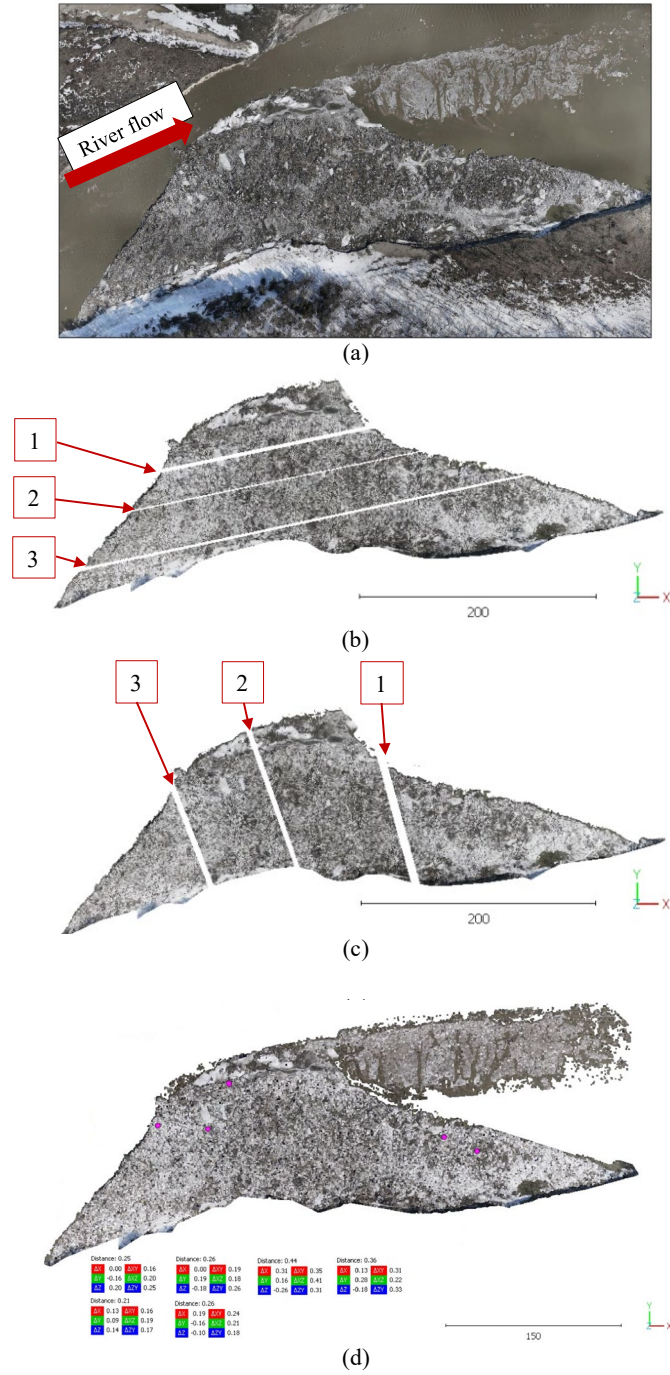 River flow
(a)
1
2
3
200
Y
Z X
(b)
3
2
1
200
Y
Z X
(c)
Distance: 0.25
ΔX 0.00 ΔXY 0.16
ΔY -0.16 ΔXZ 0.20
ΔZ -0.20 ΔZY 0.25
Distance: 0.26
ΔX 0.00 ΔXY 0.19
ΔY 0.19 ΔXZ 0.18
ΔZ -0.18 ΔZY 0.26
Distance: 0.44
ΔX 0.31 ΔXY 0.35
ΔY 0.16 ΔXZ 0.41
ΔZ -0.26 ΔZY 0.31
Distance: 0.36
ΔX 0.13 ΔXY 0.31
ΔY 0.28 ΔXZ 0.22
ΔZ -0.18 ΔZY 0.33
Distance: 0.21
ΔX 0.13 ΔXY 0.16
ΔY 0.09 ΔXZ 0.19
ΔZ 0.14 ΔZY 0.17
Distance: 0.26
ΔX 0.19 ΔXY 0.24
ΔY -0.16 ΔXZ 0.21
ΔZ -0.10 ΔZY 0.18
150
Y
Z X
(d)